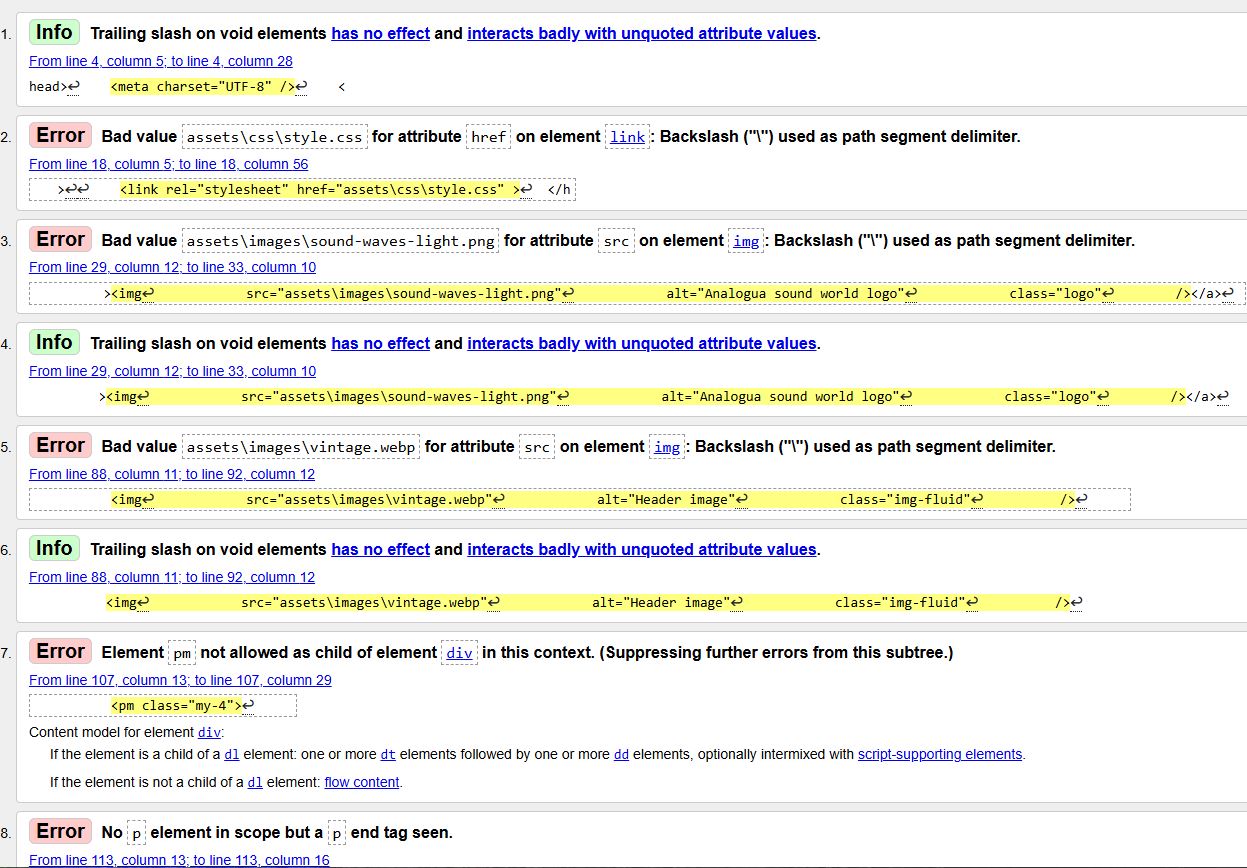 1. Info Trailing slash on void elements has no effect and interacts badly with unquoted attribute values.
From line 4, column 5; to line 4, column 28
head>↩    <meta charset="UTF-8" />↩    <
2. Error Bad value assets\css\style.css for attribute href on element link: Backslash ("\") used as path segment delimiter.
From line 18, column 5; to line 18, column 56
>↩↩    <link rel="stylesheet" href="assets\css\style.css" >↩  </h
3. Error Bad value assets\images\sound-waves-light.png for attribute src on element img: Backslash ("\") used as path segment delimiter.
From line 29, column 12; to line 33, column 10
><img↩            src="assets\images\sound-waves-light.png"↩            alt="Analogua sound world logo"↩            class="logo"↩        /></a>↩
4. Info Trailing slash on void elements has no effect and interacts badly with unquoted attribute values.
From line 29, column 12; to line 33, column 10
><img↩            src="assets\images\sound-waves-light.png"↩            alt="Analogua sound world logo"↩            class="logo"↩        /></a>↩
5. Error Bad value assets\images\vintage.webp for attribute src on element img: Backslash ("\") used as path segment delimiter.
From line 88, column 11; to line 92, column 12
<img↩            src="assets\images\vintage.webp"↩            alt="Header image"↩            class="img-fluid"↩          />↩
6. Info Trailing slash on void elements has no effect and interacts badly with unquoted attribute values.
From line 88, column 11; to line 92, column 12
<img↩            src="assets\images\vintage.webp"↩            alt="Header image"↩            class="img-fluid"↩          />↩
7. Error Element pm not allowed as child of element div in this context. (Suppressing further errors from this subtree.)
From line 107, column 13; to line 107, column 29
<pm class="my-4">↩
Content model for element div:
If the element is a child of a dl element: one or more dt elements followed by one or more dd elements, optionally intermixed with script-supporting elements.
If the element is not a child of a dl element: flow content.
8. Error No p element in scope but a p end tag seen.
From line 113, column 13; to line 113, column 16